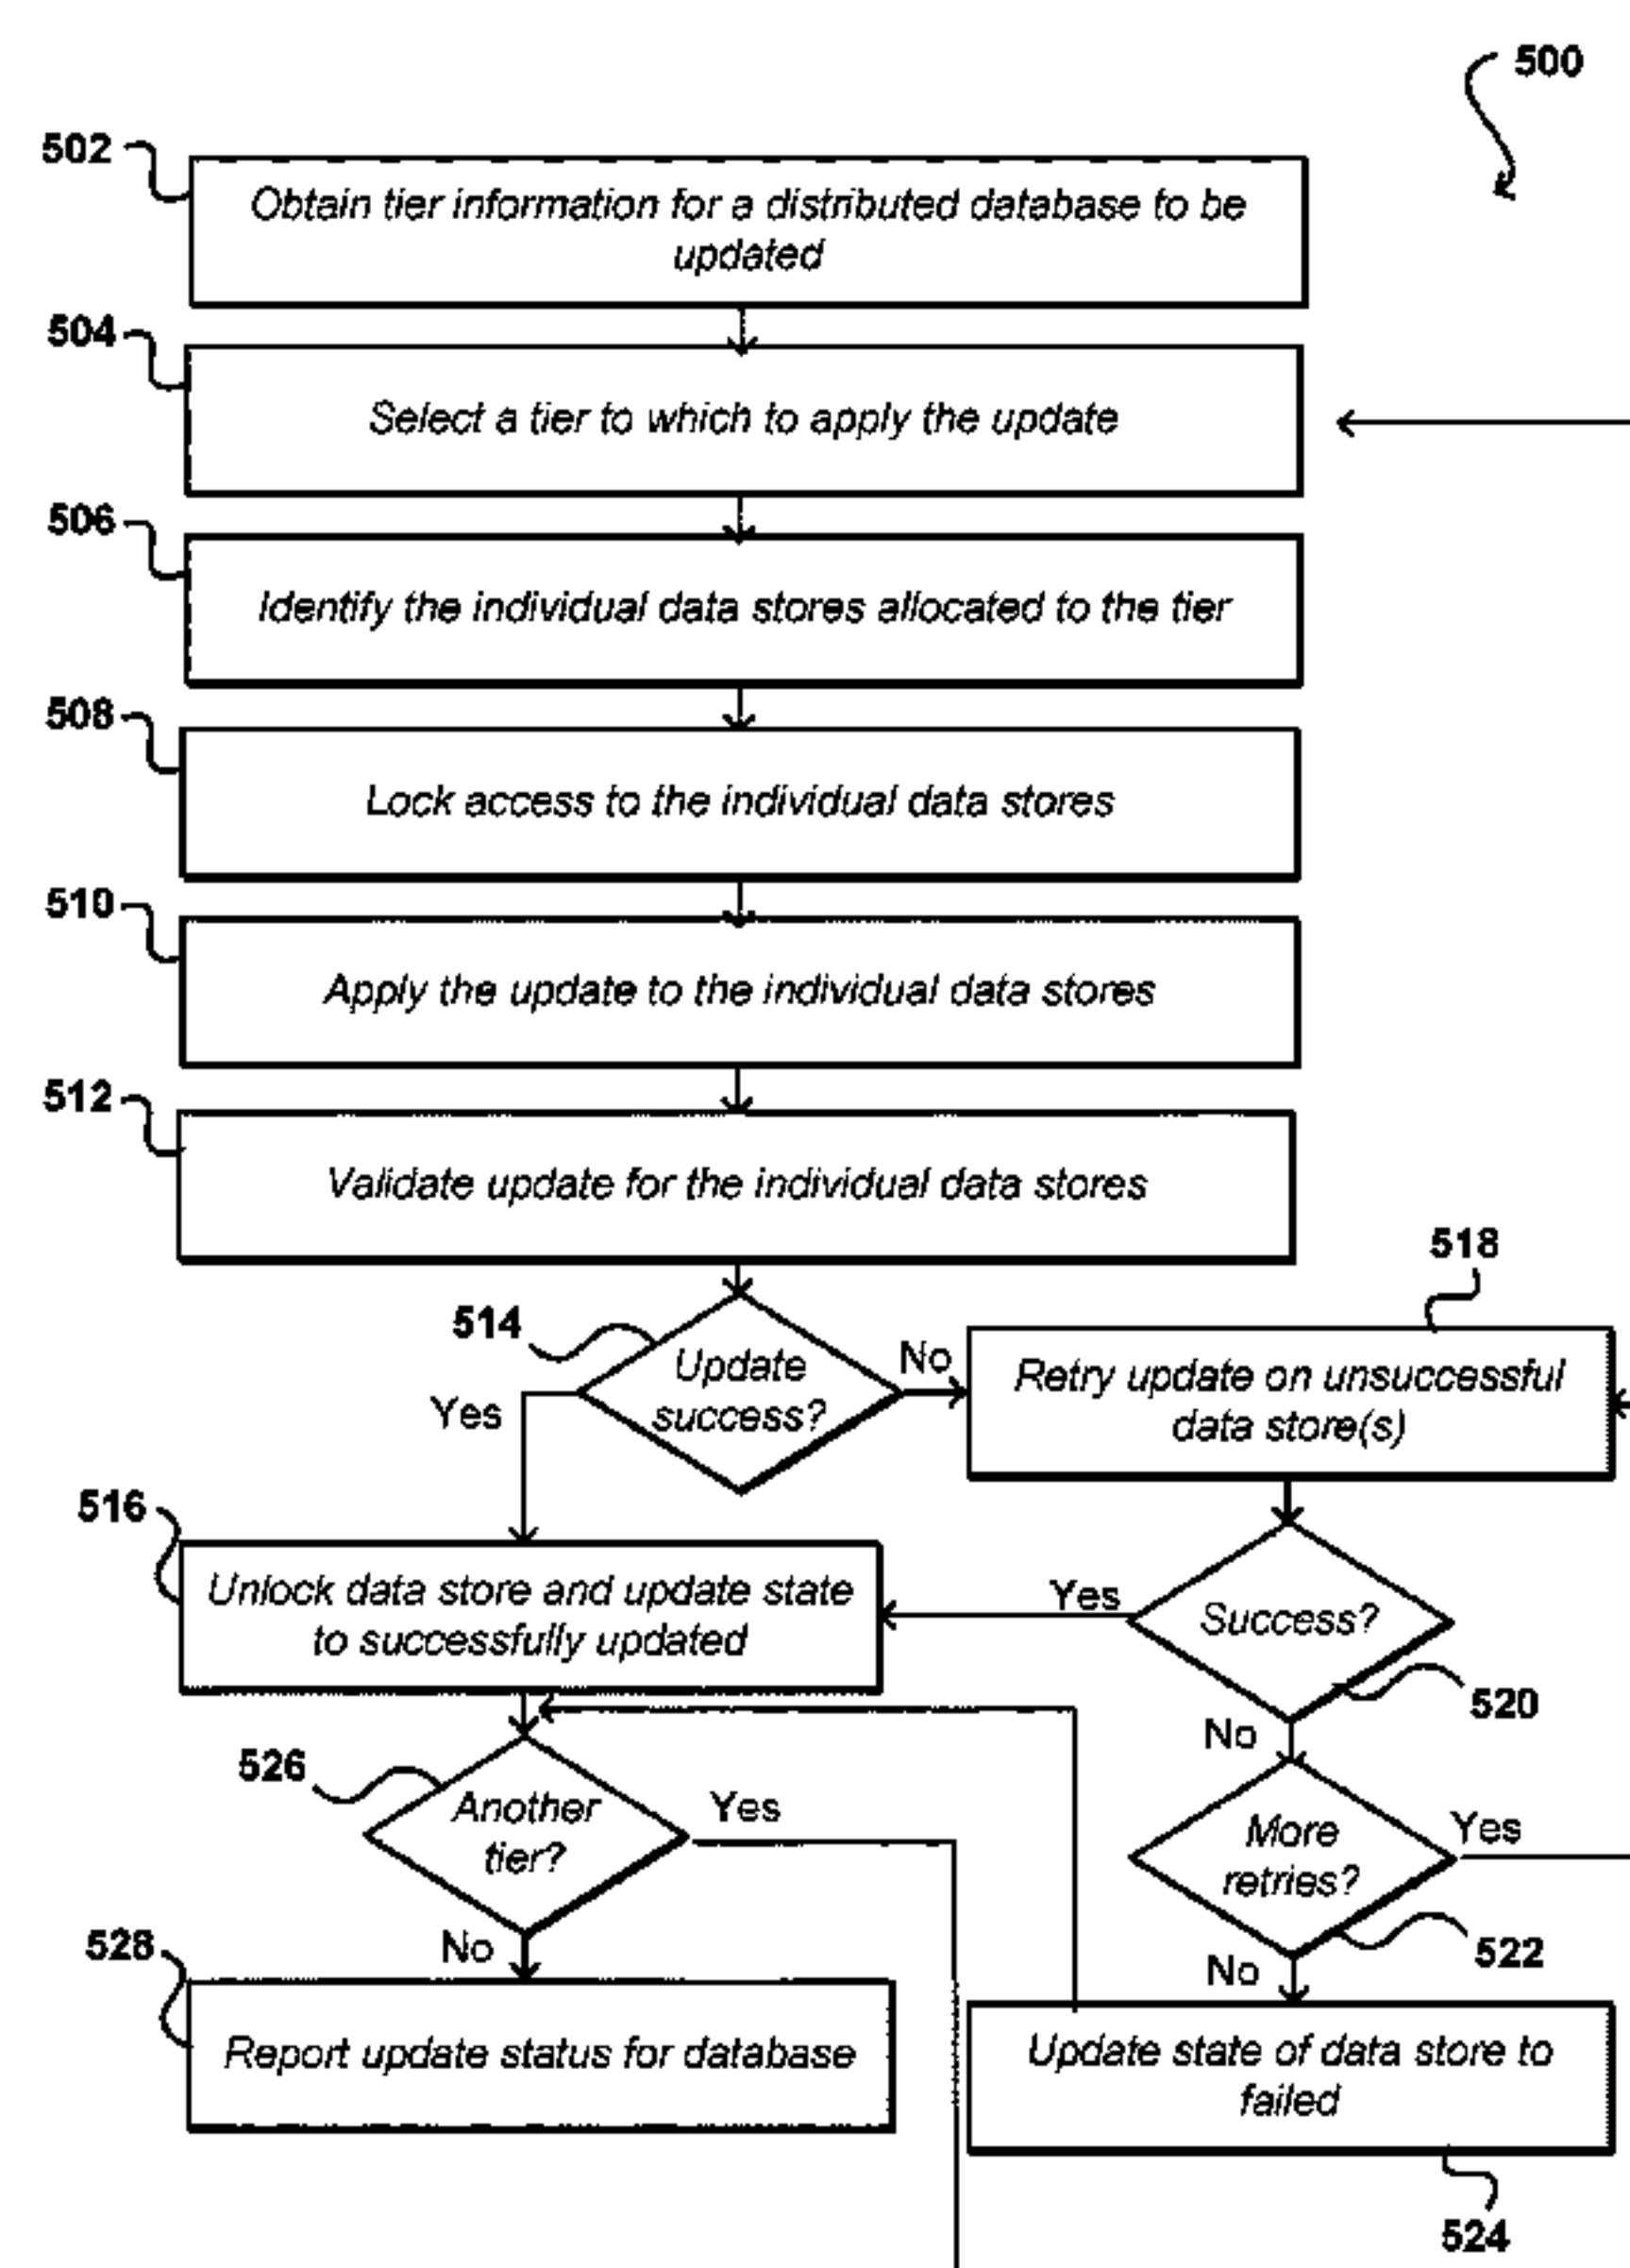 500
502
Obtain tier information for a distributed database to be
updated
504
Select a tier to which to apply the update
506
Identify the individual data stores allocated to the tier
508
Lock access to the individual data stores
510
Apply the update to the individual data stores
512
Validate update for the individual data stores
514
Update
success?
Yes
No
518
Retry update on unsuccessful
data store(s)
516
Unlock data store and update state
to successfully updated
Yes
Success?
520
No
526
Another
tier?
Yes
More
retries?
Yes
522
No
No
528
Report update status for database
Update state of data store to
failed
524